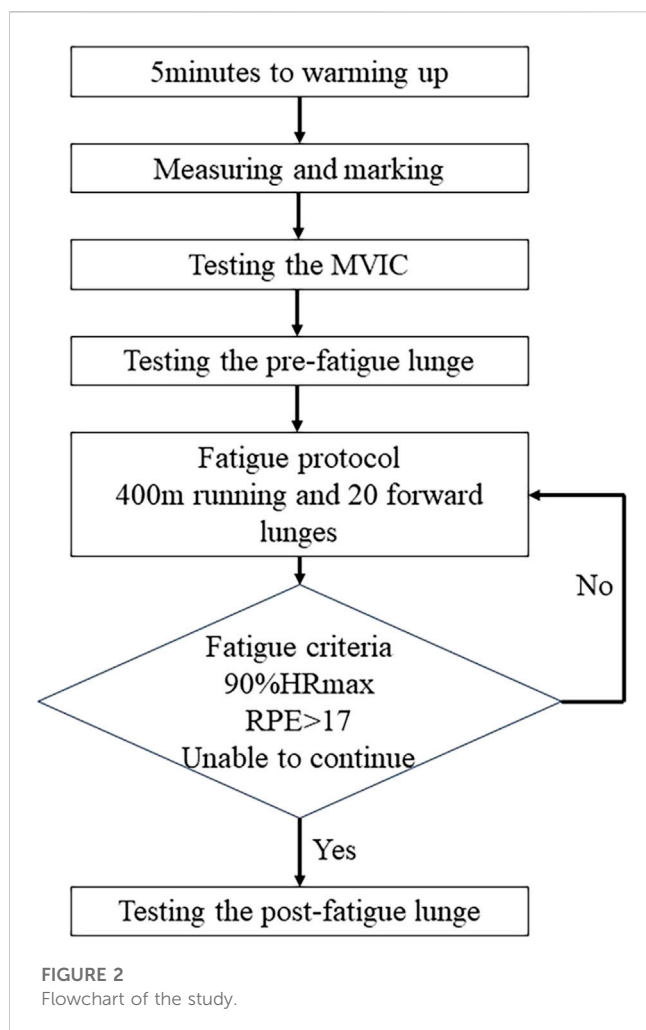 5minutes to warming up
Measuring and marking
Testing the MVIC
Testing the pre-fatigue lunge
Fatigue protocol
400m running and 20 forward
lunges
Fatigue criteria
90%HRmax
RPE>17
Unable to continue
No
Yes
Testing the post-fatigue lunge
FIGURE 2
Flowchart of the study.